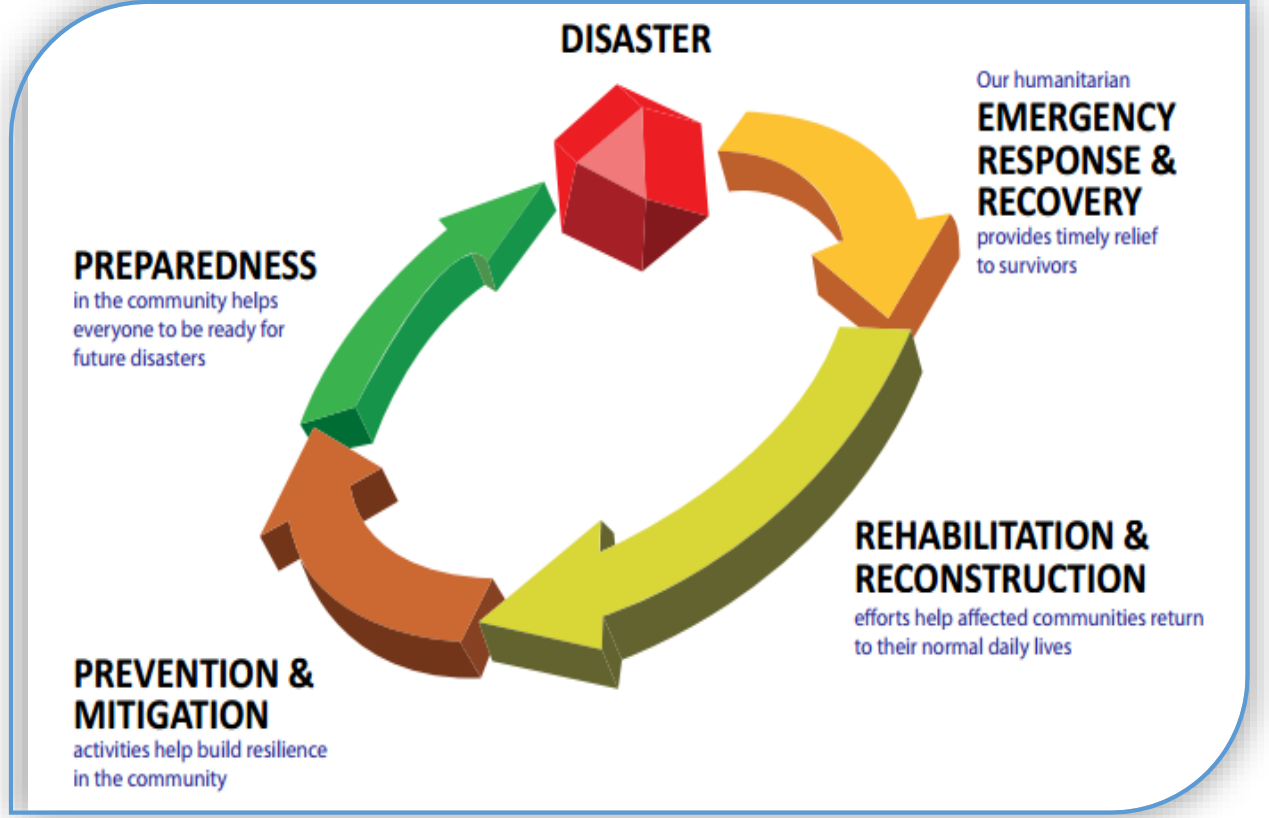 DISASTER
Our humanitarian
EMERGENCY
RESPONSE &
RECOVERY
provides timely relief
to survivors
PREPAREDNESS
in the community helps
everyone to be ready for
future disasters
REHABILITATION &
RECONSTRUCTION
efforts help affected communities return
to their normal daily lives
PREVENTION &
MITIGATION
activities help build resilience
in the community